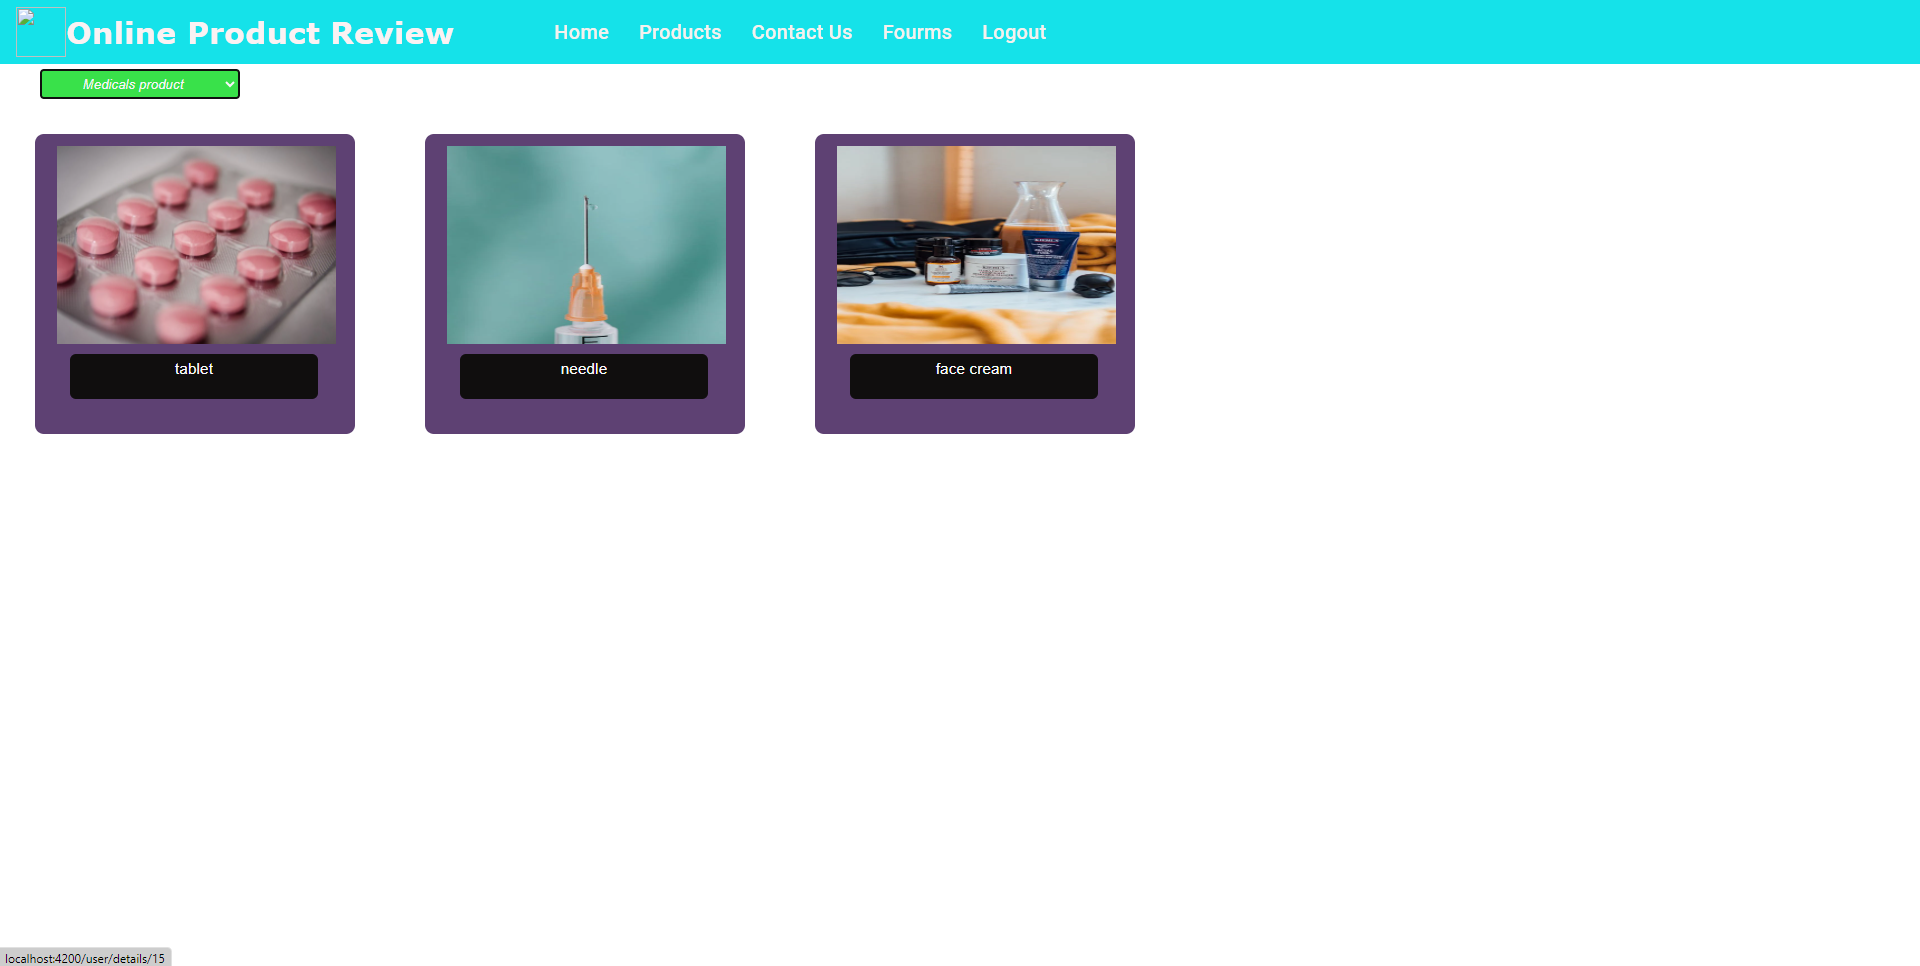 Online Product Review
Home
Products
Contact Us
Fourms
Logout
Medicals product
tablet
needle
face cream
localhost:4200/user/details/15